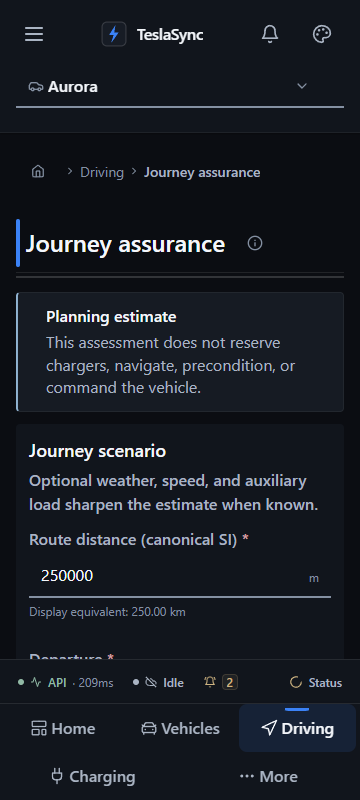 TeslaSync
Aurora
Driving
Journey assurance
Journey assurance
Planning estimate
This assessment does not reserve
chargers, navigate, precondition, or
command the vehicle.
Journey scenario
Optional weather, speed, and auxiliary
load sharpen the estimate when known.
Route distance (canonical SI) *
250000 m
Display equivalent: 250.00 km
Departure *
API · 209ms Idle 2 Status
Home Vehicles Driving
Charging More